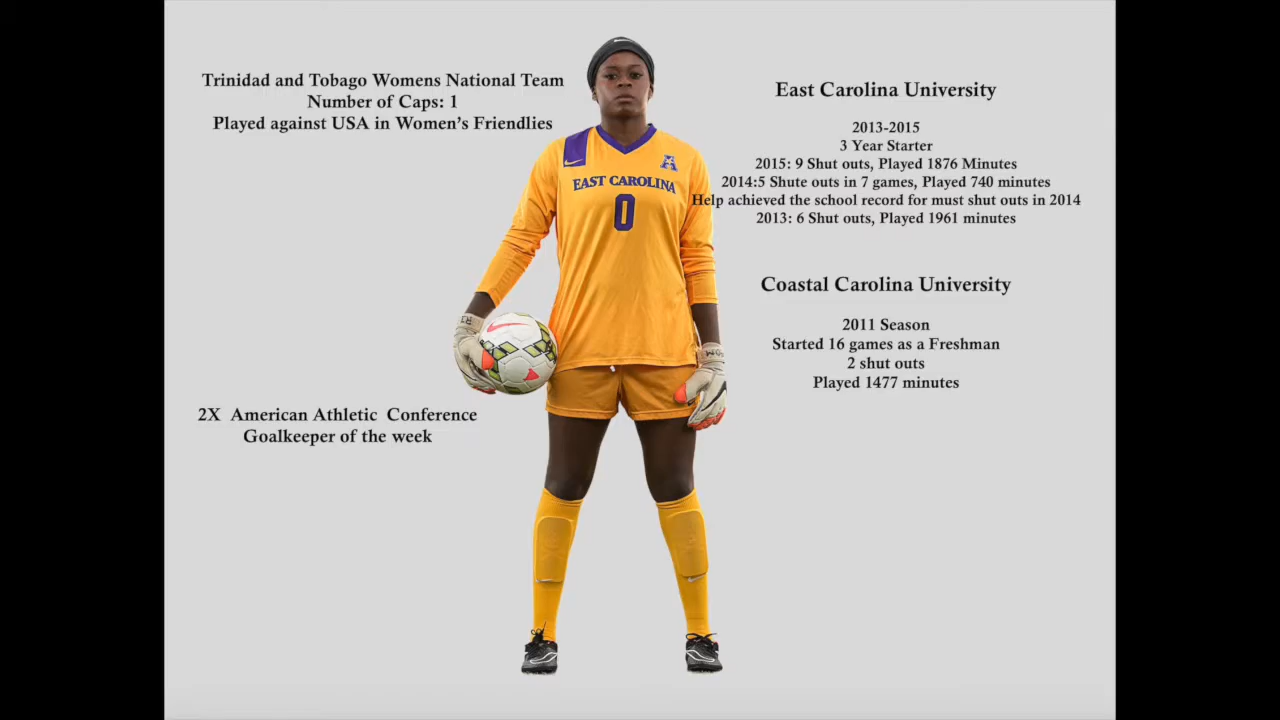 Trinidad and Tobago Womens National Team
Number of Caps: 1
Played against USA in Women's Friendlies
East Carolina University
2013-2015
3 Year Starter
2015: 9 Shut outs, Played 1876 Minutes
2014:5 Shute outs in 7 games, Played 740 minutes
Help achieved the school record for must shut outs in 2014
2013: 6 Shut outs, Played 1961 minutes
EAST CAROLINA
0
Coastal Carolina University
2011 Season
Started 16 games as a Freshman
2 shut outs
Played 1477 minutes
2X American Athletic Conference
Goalkeeper of the week